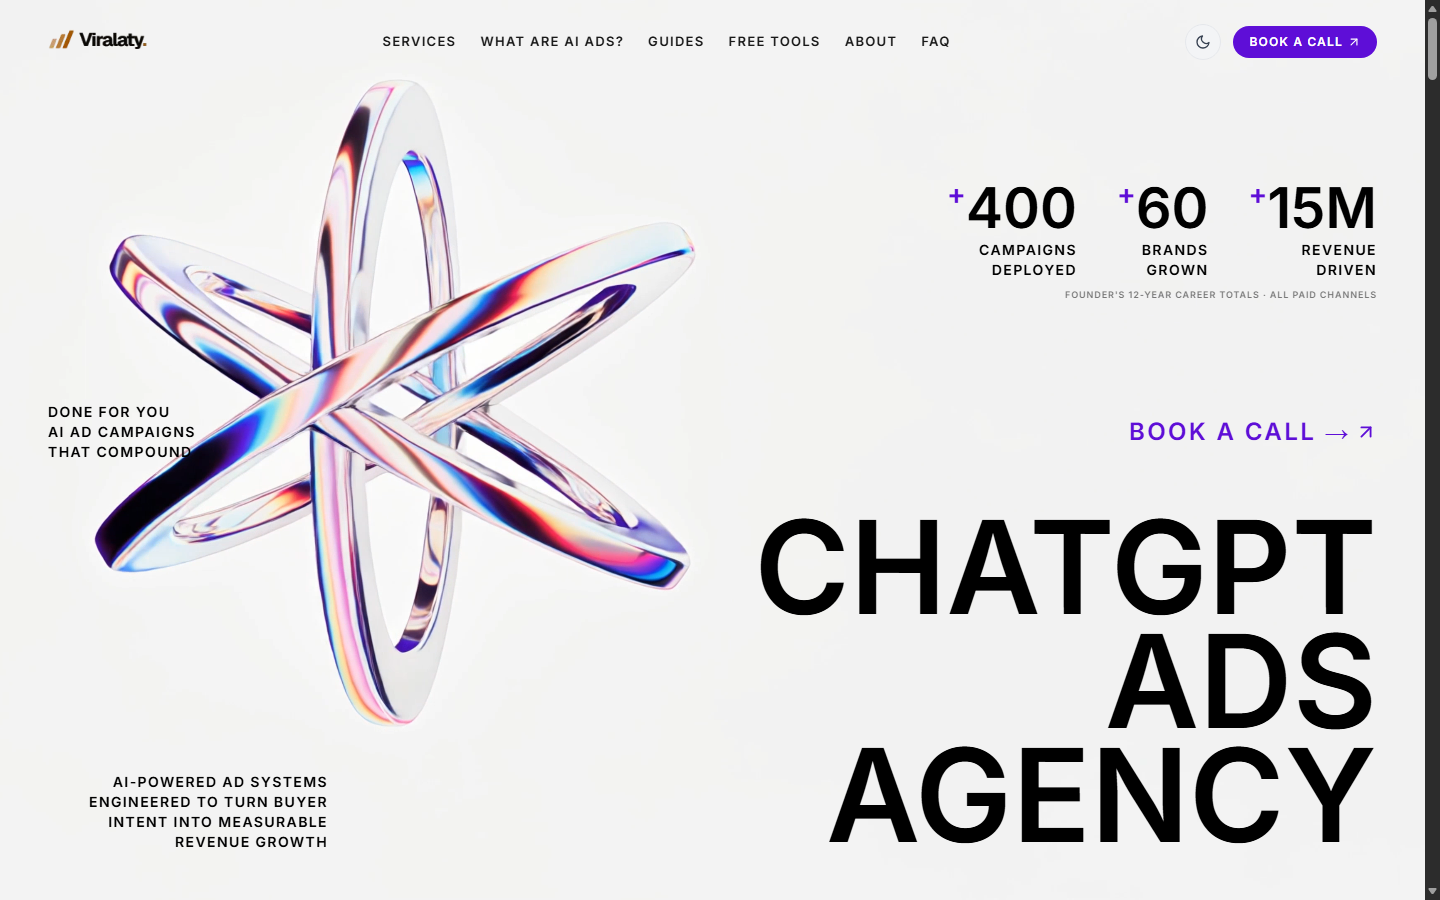 Viralaty.
SERVICES
WHAT ARE AI ADS?
GUIDES
FREE TOOLS
ABOUT
FAQ
BOOK A CALL
+400
CAMPAIGNS
DEPLOYED
+60
BRANDS
GROWN
+15M
REVENUE
DRIVEN
FOUNDER'S 12-YEAR CAREER TOTALS · ALL PAID CHANNELS
DONE FOR YOU
AI AD CAMPAIGNS
THAT COMPOUND
BOOK A CALL →
CHATGPT
ADS
AGENCY
AI-POWERED AD SYSTEMS
ENGINEERED TO TURN BUYER
INTENT INTO MEASURABLE
REVENUE GROWTH